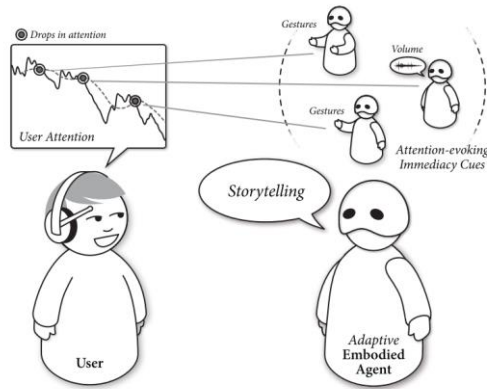 Drops in attention
User Attention
Gestures
Volume
Gestures
Attention-evoking
Immediacy Cues
Storytelling
User
Adaptive
Embodied
Agent